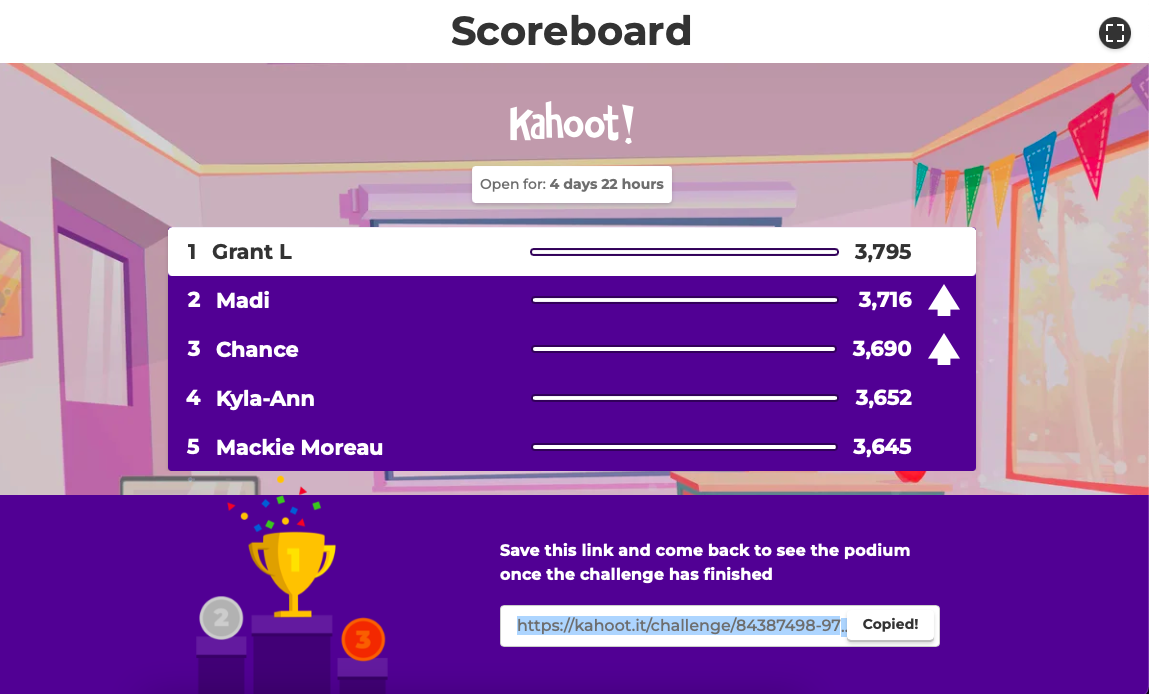 Scoreboard
Kahoot!
Open for: 4 days 22 hours
1 Grant L 3,795
2 Madi 3,716
3 Chance 3,690
4 Kyla-Ann 3,652
5 Mackie Moreau 3,645
1
Save this link and come back to see the podium
once the challenge has finished
2
https://kahoot.it/challenge/84387498-97... Copied!
3